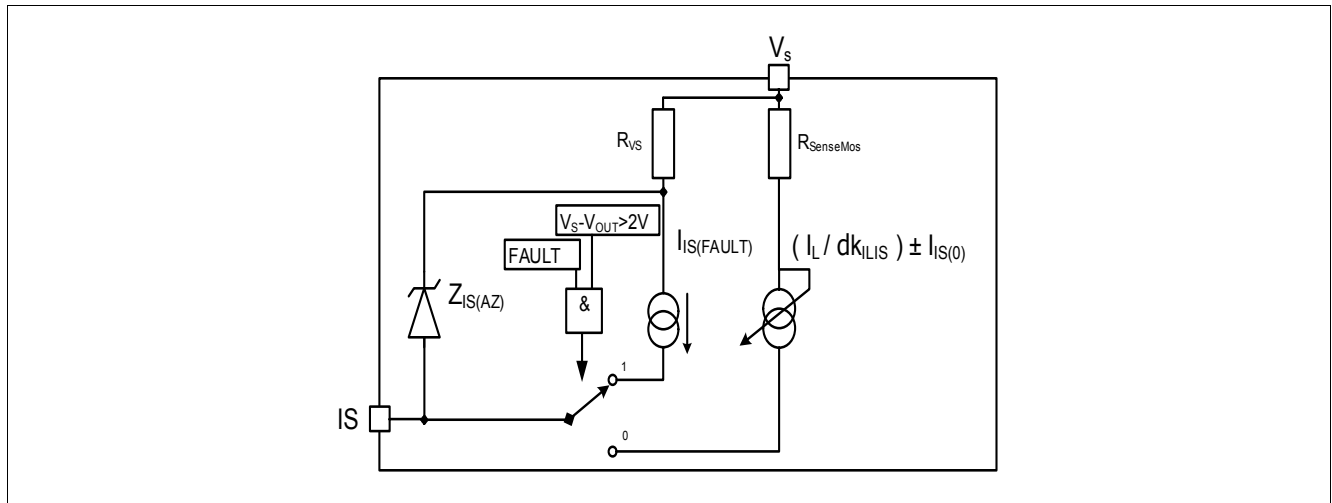 Vs
RVS
RSenseMos
VS-VOUT>2V
FAULT
IIS(FAULT)
( IL / dkILIS ) ± IIS(0)
ZIS(AZ)
&
1
IS
0